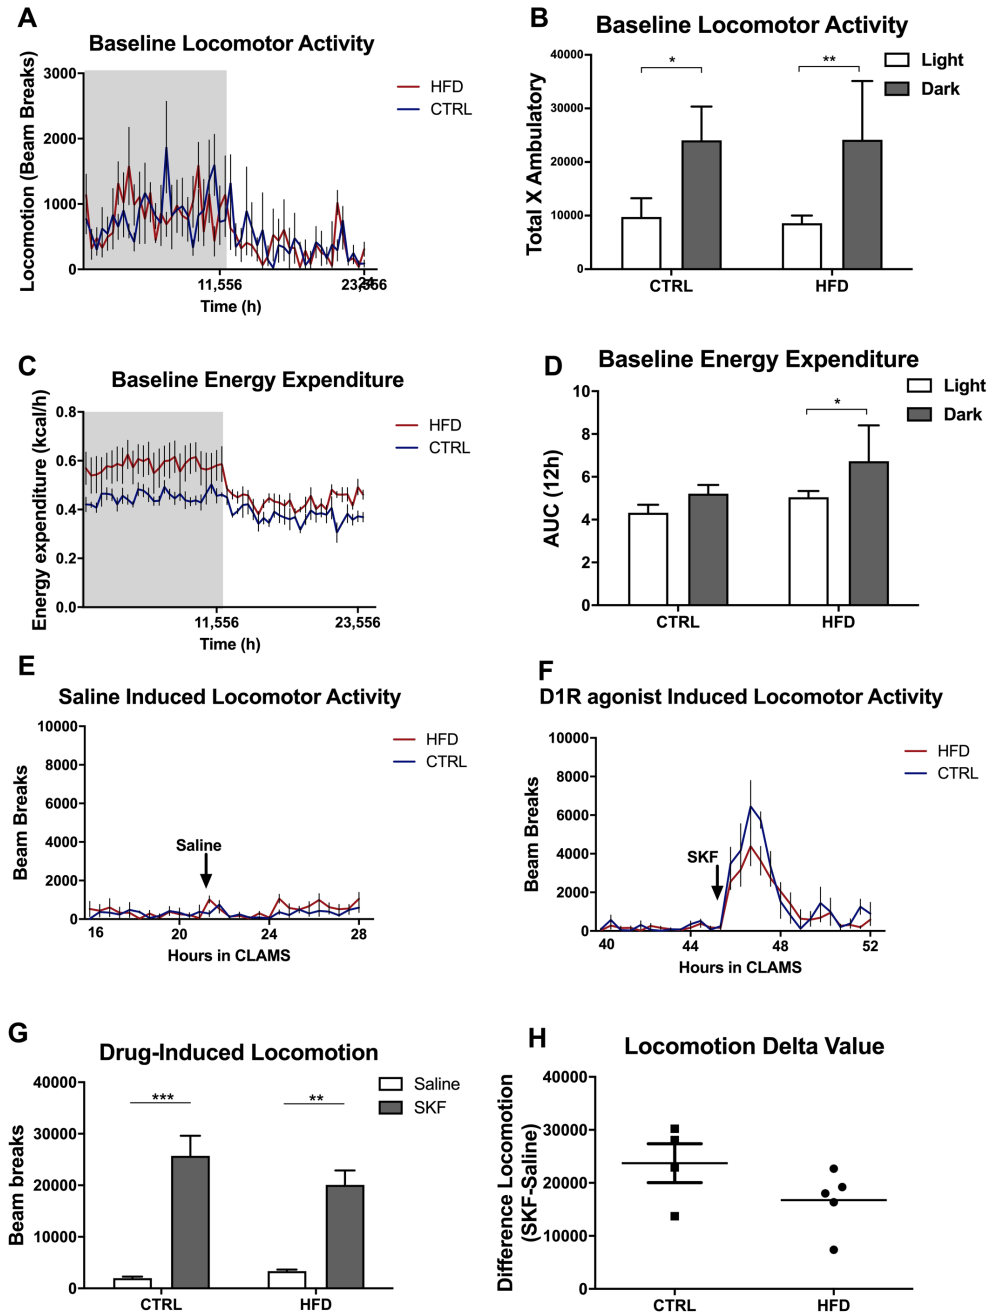 A
Baseline Locomotor Activity
Locomotion (Beam Breaks)
3000
2000
1000
0
11,556
Time (h)
HFD
CTRL
B
Baseline Locomotor Activity
Total X Ambulatory
40000
30000
20000
10000
0
*
**
CTRL
HFD
Light
Dark
C
Baseline Energy Expenditure
Energy expenditure (kcal/h)
0.8
0.6
0.4
0.2
0.0
11,556
23,556
Time (h)
HFD
CTRL
D
Baseline Energy Expenditure
AUC (12h)
10
8
6
4
2
0
*
CTRL
HFD
Light
Dark
E
Saline Induced Locomotor Activity
Beam Breaks
10000
8000
6000
4000
2000
0
Saline
16
20
24
28
Hours in CLAMS
HFD
CTRL
F
D1R agonist Induced Locomotor Activity
Beam Breaks
10000
8000
6000
4000
2000
0
SKF
40
44
48
52
Hours in CLAMS
HFD
CTRL
G
Drug-Induced Locomotion
Beam breaks
40000
30000
20000
10000
0
***
**
CTRL
HFD
Saline
SKF
H
Locomotion Delta Value
Difference Locomotion
(SKF-Saline)
40000
30000
20000
10000
0
CTRL
HFD